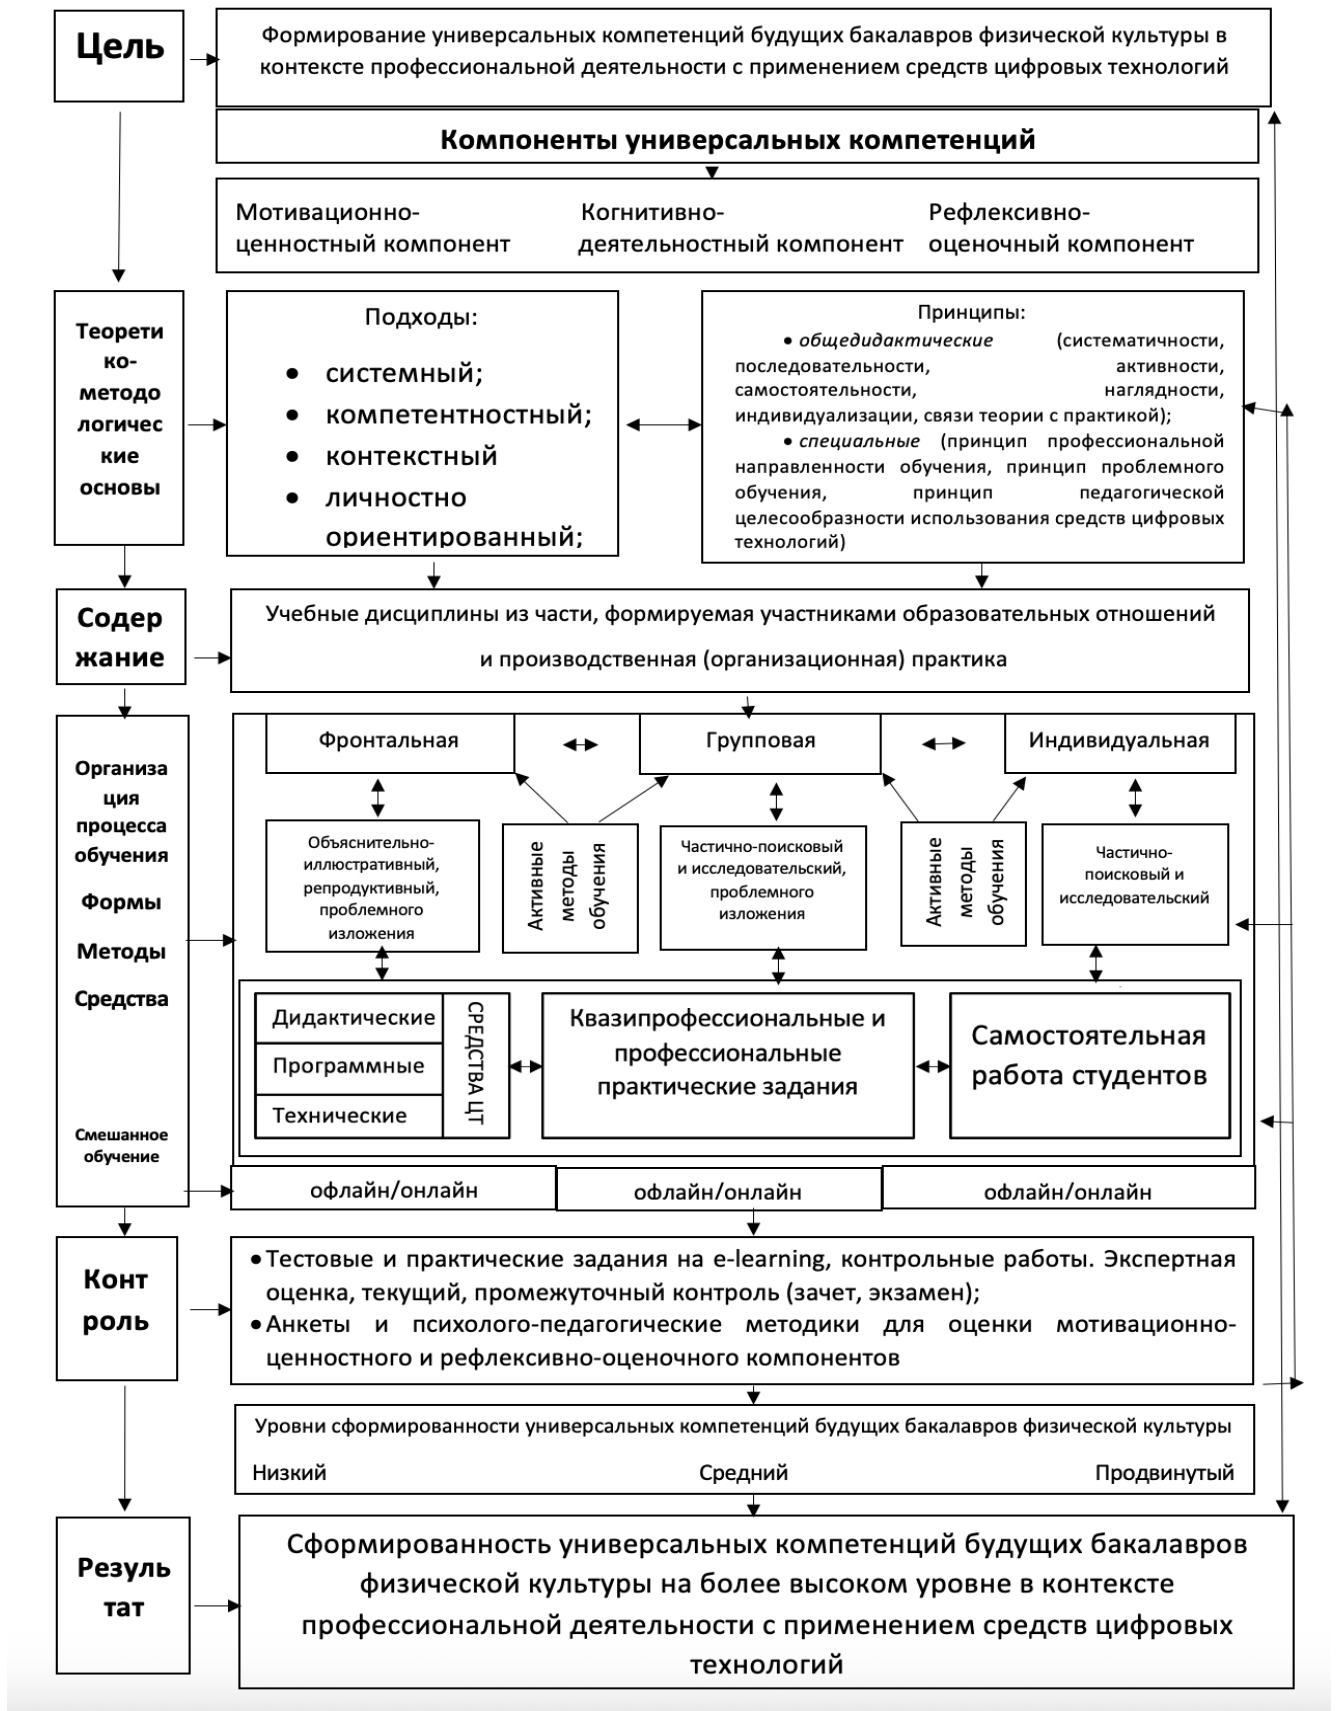 Цель
Формирование универсальных компетенций будущих бакалавров физической культуры в
контексте профессиональной деятельности с применением средств цифровых технологий
Компоненты универсальных компетенций
Мотивационно-
ценностный компонент
Когнитивно-
деятельностный компонент
Рефлексивно-
оценочный компонент
Теорети
ко-
методо
логичес
кие
основы
Подходы:
• системный;
• компетентностный;
• контекстный
• личностно
ориентированный;
Принципы:
• общедидактические (систематичности,
последовательности, активности,
самостоятельности, наглядности,
индивидуализации, связи теории с практикой);
• специальные (принцип профессиональной
направленности обучения, принцип проблемного
обучения, принцип педагогической
целесообразности использования средств цифровых
технологий)
Содер
жание
Учебные дисциплины из части, формируемая участниками образовательных отношений
и производственная (организационная) практика
Организа
ция
процесса
обучения
Формы
Методы
Средства
Смешанное
обучение
Фронтальная
Групповая
Индивидуальная
Объяснительно-
иллюстративный,
репродуктивный,
проблемного
изложения
Активные
методы
обучения
Частично-поисковый
и исследовательский,
проблемного
изложения
Активные
методы
обучения
Частично-
поисковый и
исследовательский
Дидактические
Программные
Технические
СРЕДСТВА ЦТ
Квазипрофессиональные и
профессиональные
практические задания
Самостоятельная
работа студентов
офлайн/онлайн
офлайн/онлайн
офлайн/онлайн
Конт
роль
• Тестовые и практические задания на e-learning, контрольные работы. Экспертная
оценка, текущий, промежуточный контроль (зачет, экзамен);
• Анкеты и психолого-педагогические методики для оценки мотивационно-
ценностного и рефлексивно-оценочного компонентов
Уровни сформированности универсальных компетенций будущих бакалавров физической культуры
Низкий Средний Продвинутый
Резуль
тат
Сформированность универсальных компетенций будущих бакалавров
физической культуры на более высоком уровне в контексте
профессиональной деятельности с применением средств цифровых
технологий